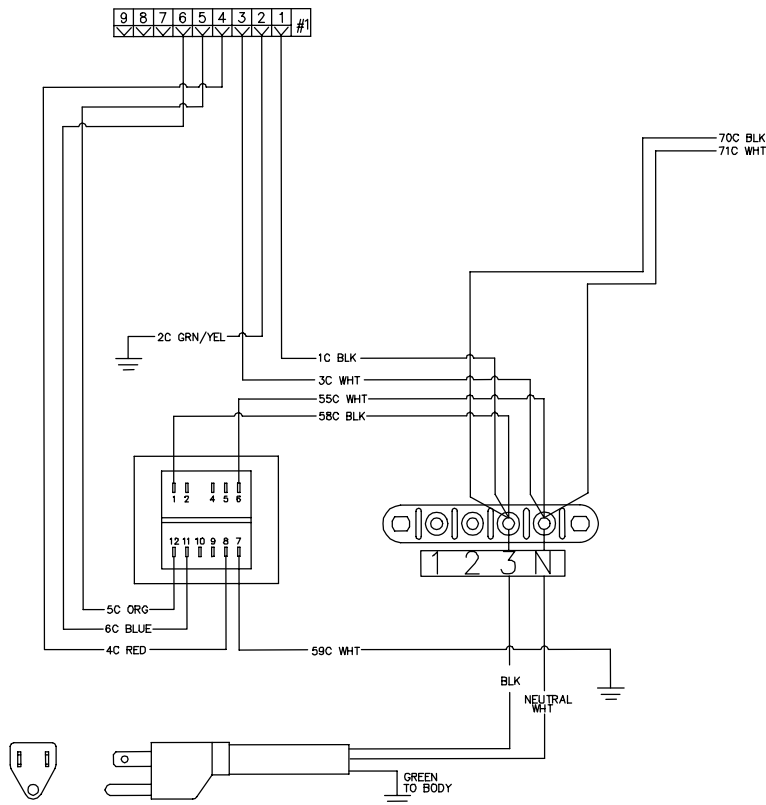 9 8 7 6 5 4 3 2 1 #1
70C BLK
71C WHT
2C GRN/YEL
1C BLK
3C WHT
55C WHT
58C BLK
1 2 4 5 6
12 11 10 9 8 7
1 2 3 N
5C ORG
6C BLUE
4C RED
59C WHT
BLK
NEUTRAL
WHT
GREEN
TO BODY